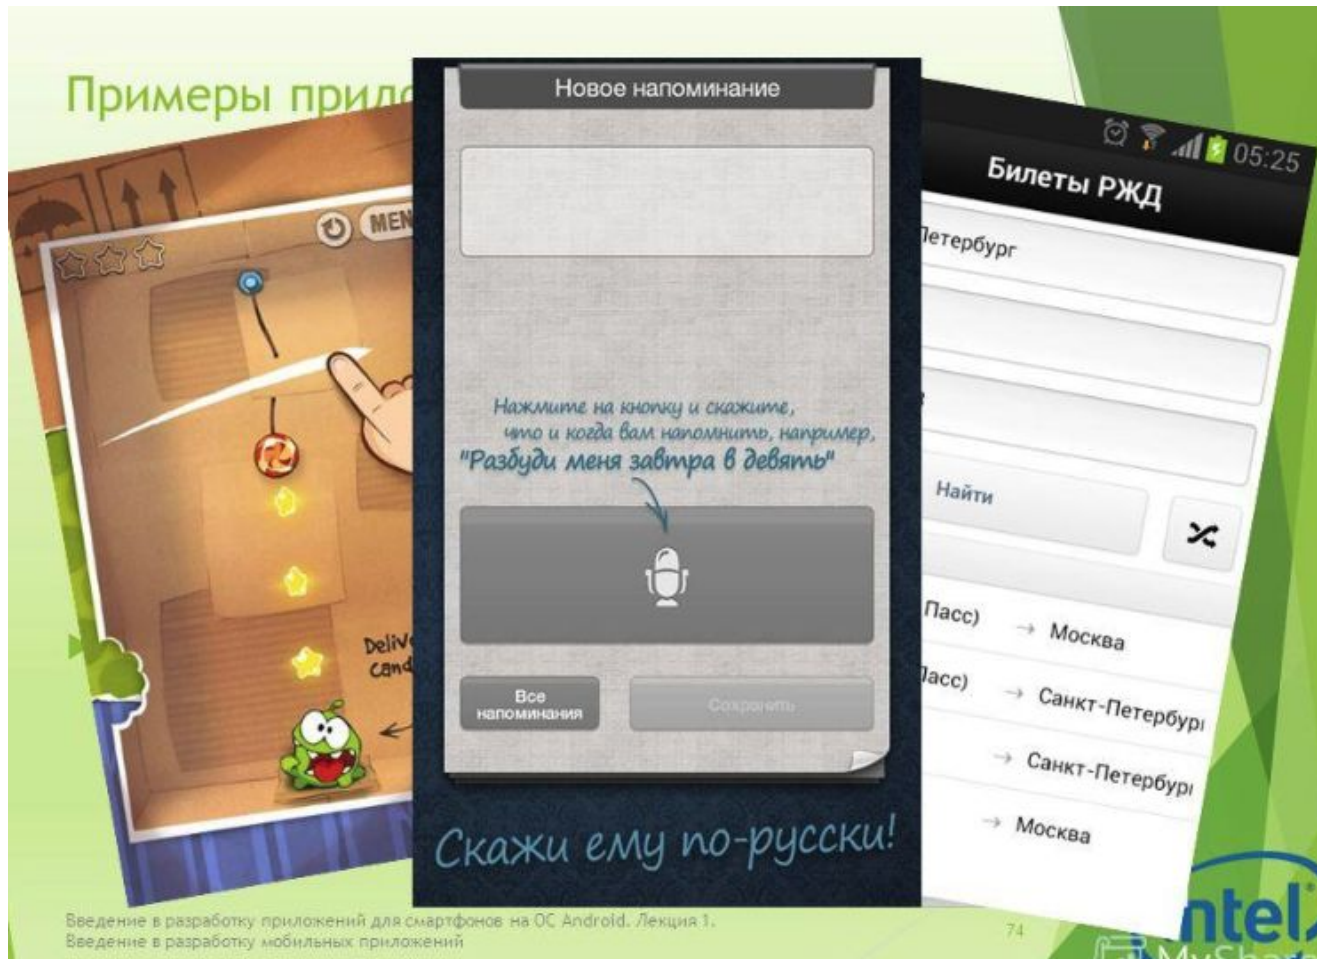 Примеры
Новое напоминание
MEN
Нажмите на кнопку и скажите,
что и когда вам напомнить, например,
"Разбуди меня завтра в девять"
Все
напоминания
Сохранить
Скажи ему по-русски!
05:25
Билеты РЖД
Петербург
Найти
Пасс) → Москва
Пасс) → Санкт-Петербург
→ Санкт-Петербург
→ Москва
Введение в разработку приложений для смартфонов на ОС Android. Лекция 1.
Введение в разработку мобильных приложений
74
ntel